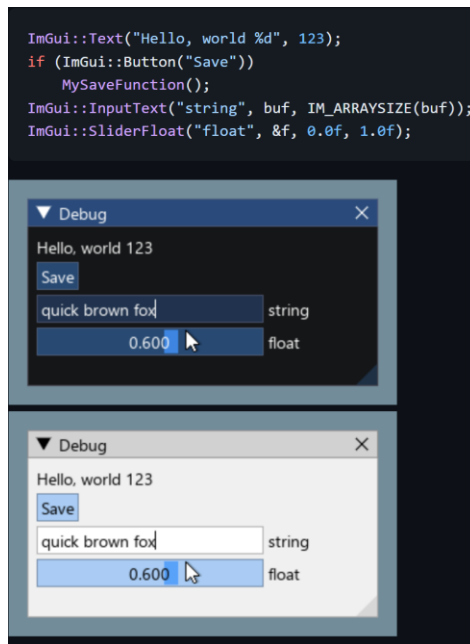 ImGui::Text("Hello, world %d", 123);
if (ImGui::Button("Save"))
    MySaveFunction();
ImGui::InputText("string", buf, IM_ARRAYSIZE(buf));
ImGui::SliderFloat("float", &f, 0.0f, 1.0f);
Debug
Hello, world 123
Save
quick brown fox string
0.600 float
Debug
Hello, world 123
Save
quick brown fox string
0.600 float